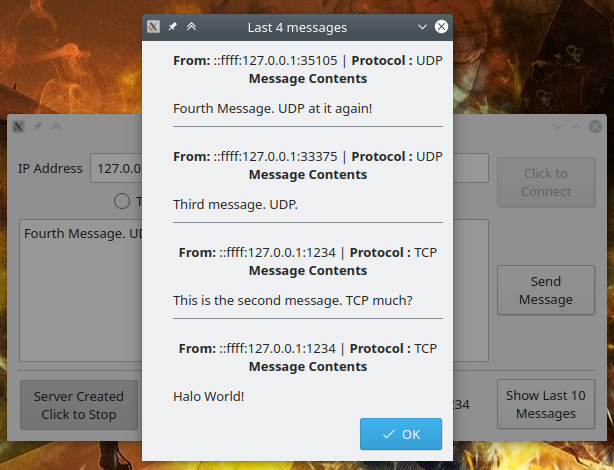 Last 4 messages
From: ::ffff:127.0.0.1:35105 | Protocol : UDP
Message Contents
Fourth Message. UDP at it again!
From: ::ffff:127.0.0.1:33375 | Protocol : UDP
Message Contents
Third message. UDP.
From: ::ffff:127.0.0.1:1234 | Protocol : TCP
Message Contents
This is the second message. TCP much?
From: ::ffff:127.0.0.1:1234 | Protocol : TCP
Message Contents
Halo World!
OK
IP Address
127.0.0
Click to
Connect
Fourth Message. UD
Send
Message
Server Created
Click to Stop
234
Show Last 10
Messages